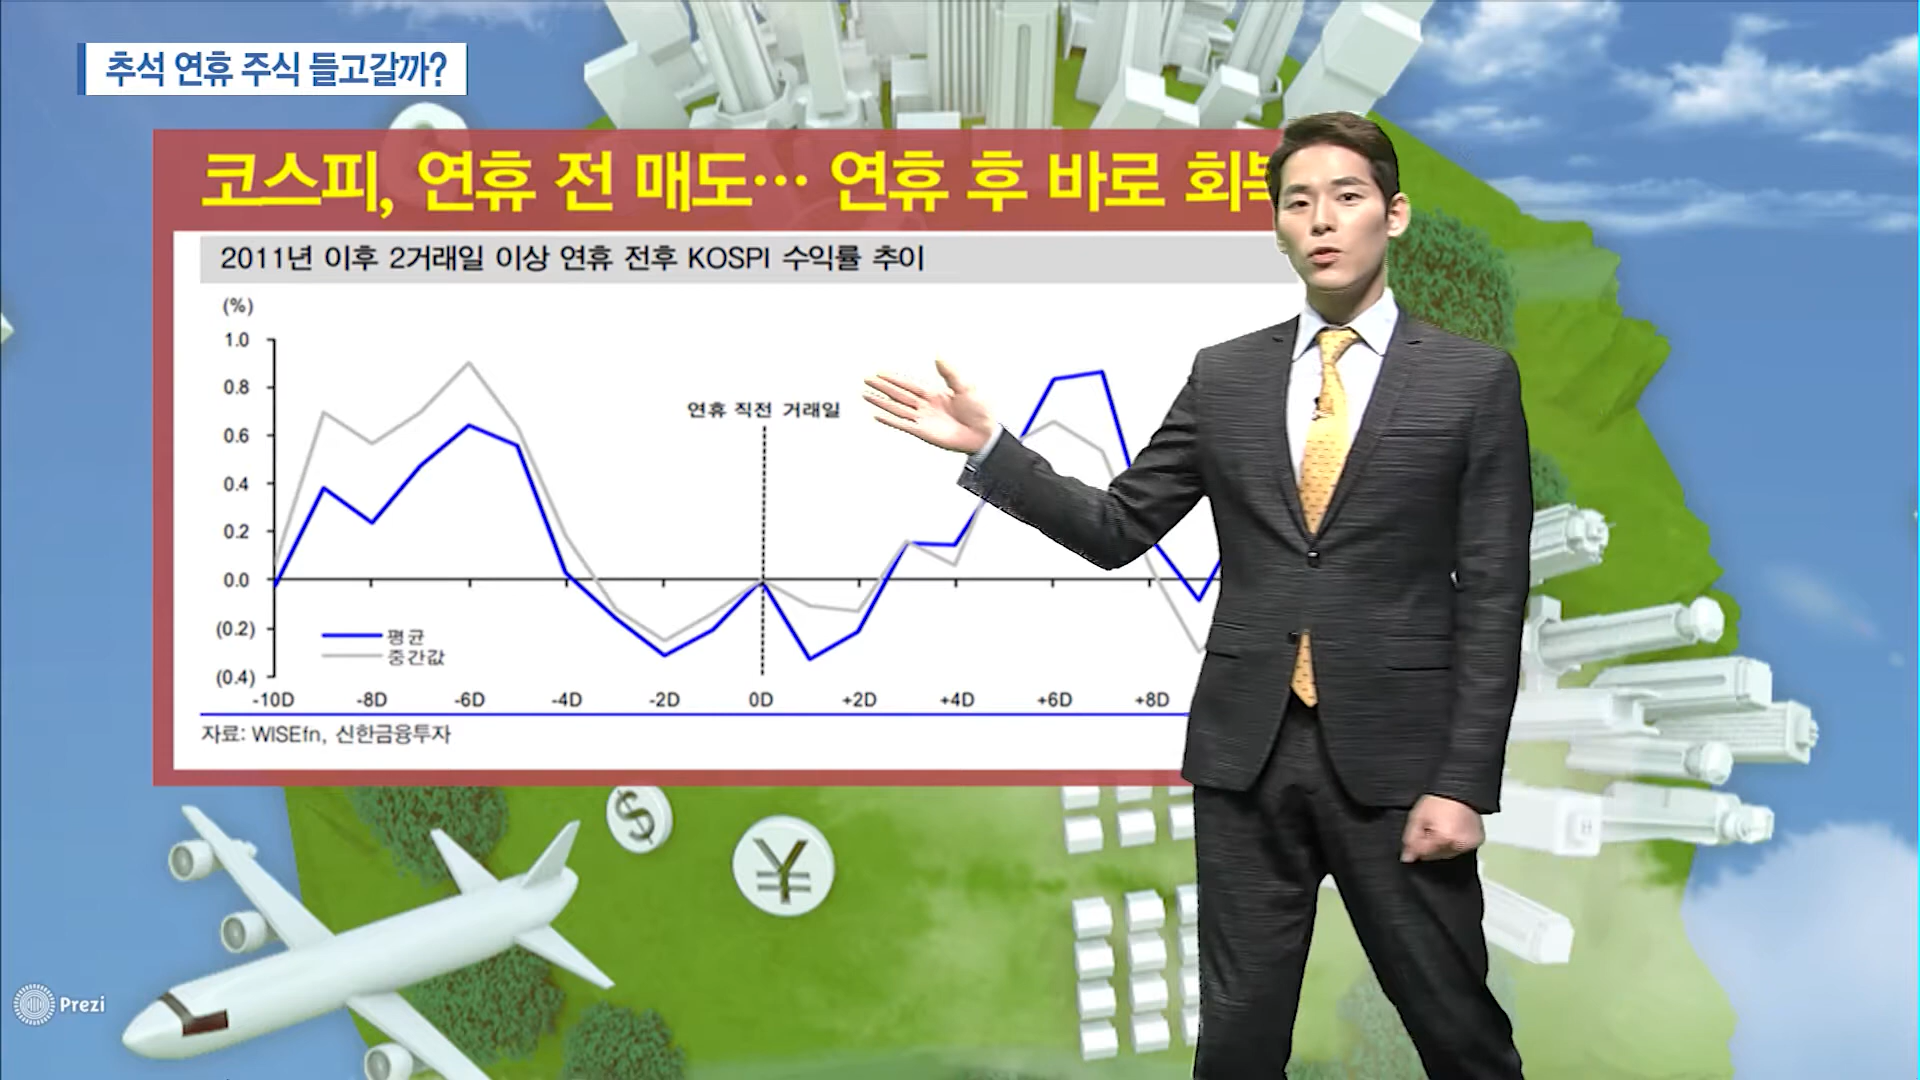 추석 연휴 주식 들고갈까?
코스피, 연휴 전 매도… 연휴 후 바로
2011년 이후 2거래일 이상 연휴 전후 KOSPI 수익률 추이
(%)
1.0
0.8
0.6
0.4
0.2
0.0
(0.2)
(0.4)
연휴 직전 거래일
평균
중간값
-10D -8D -6D -4D -2D 0D +2D +4D +6D +8D
자료: WISEfn, 신한금융투자
$
¥
Prezi